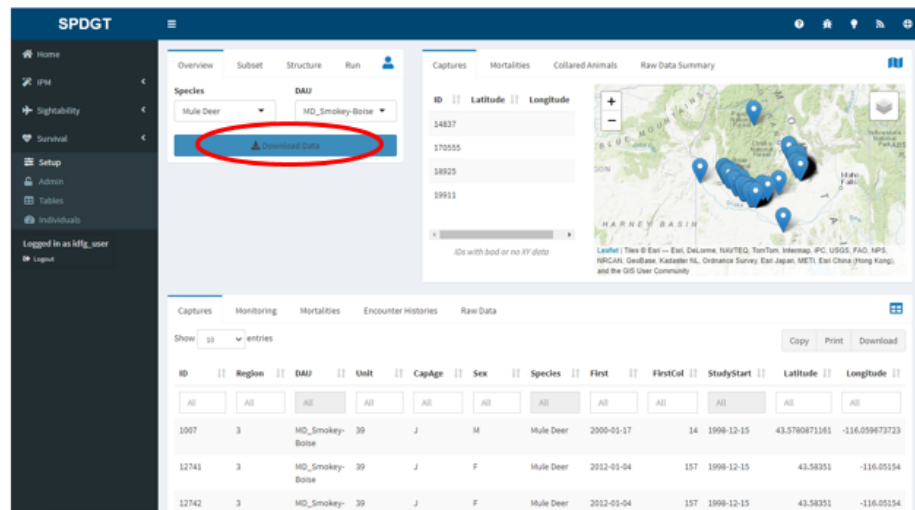 SPDGT
Home
IPM
Sightability
Survival
Setup
Admin
Tables
Individuals
Logged in as idfg_user
Logout
Overview Subset Structure Run
Species DAU
Mule Deer MD_Smokey-Boise
Download Data
Captures Mortalities Collared Animals Raw Data Summary
ID Latitude Longitude
14837
170555
18925
19911
IDs with bad or no XY data
+
−
BLUE MOUNTAINS
Idaho Falls
HARNEY BASIN
Leaflet | Tiles © Esri — Esri, DeLorme, NAVTEQ, TomTom, Intermap, iPC, USGS, FAO, NPS,
NRCAN, GeoBase, Kadaster NL, Ordnance Survey, Esri Japan, METI, Esri China (Hong Kong),
and the GIS User Community
Captures Monitoring Mortalities Encounter Histories Raw Data
Show 10 entries
Copy Print Download
ID Region DAU Unit CapAge Sex Species First FirstCol StudyStart Latitude Longitude
All All All All All All All All All All All All
1007 3 MD_Smokey- 39 J M Mule Deer 2000-01-17 14 1998-12-15 43.5780871161 -116.059673723
Boise
12741 3 MD_Smokey- 39 J F Mule Deer 2012-01-04 157 1998-12-15 43.58351 -116.05154
Boise
12742 3 MD_Smokey- 39 J F Mule Deer 2012-01-04 157 1998-12-15 43.58351 -116.05154
Boise